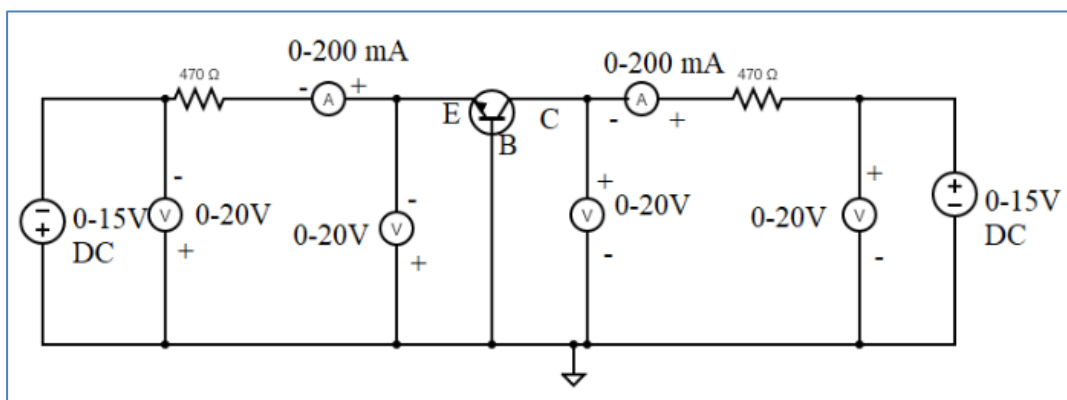 0-200 mA
0-200 mA
470 Ω
470 Ω
- A +
E
B
C
- A +
-
V
+
0-15V
DC
0-20V
-
V
+
0-20V
+
V
-
0-20V
+
V
-
0-20V
+
-
0-15V
DC
-
+